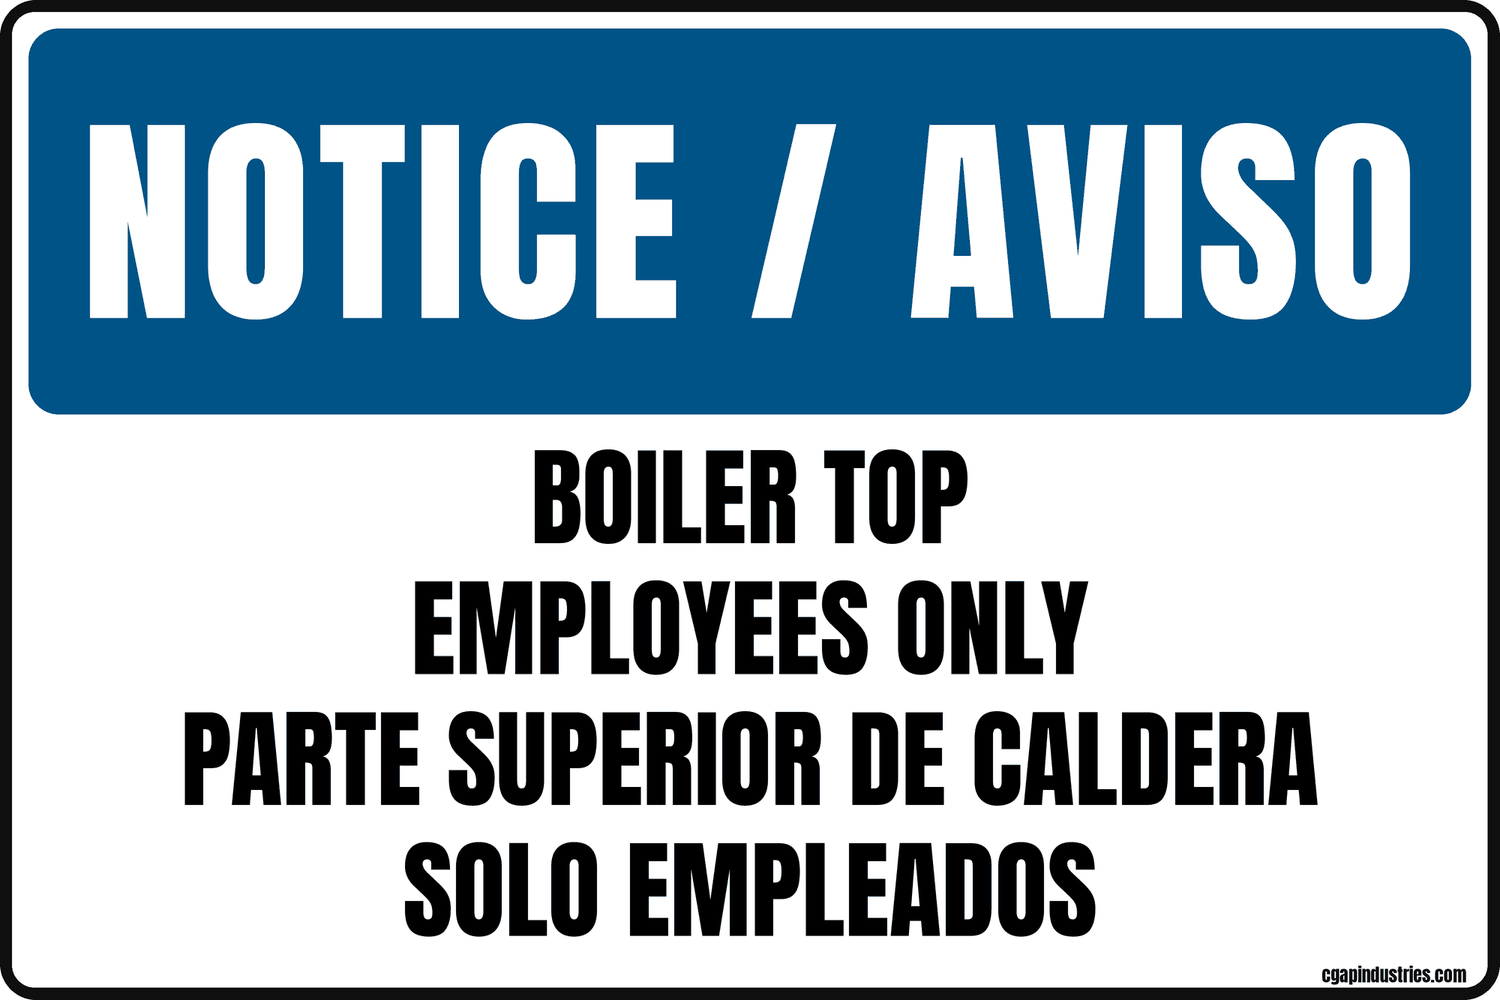 NOTICE / AVISO
BOILER TOP
EMPLOYEES ONLY
PARTE SUPERIOR DE CALDERA
SOLO EMPLEADOS
cgapindustries.com